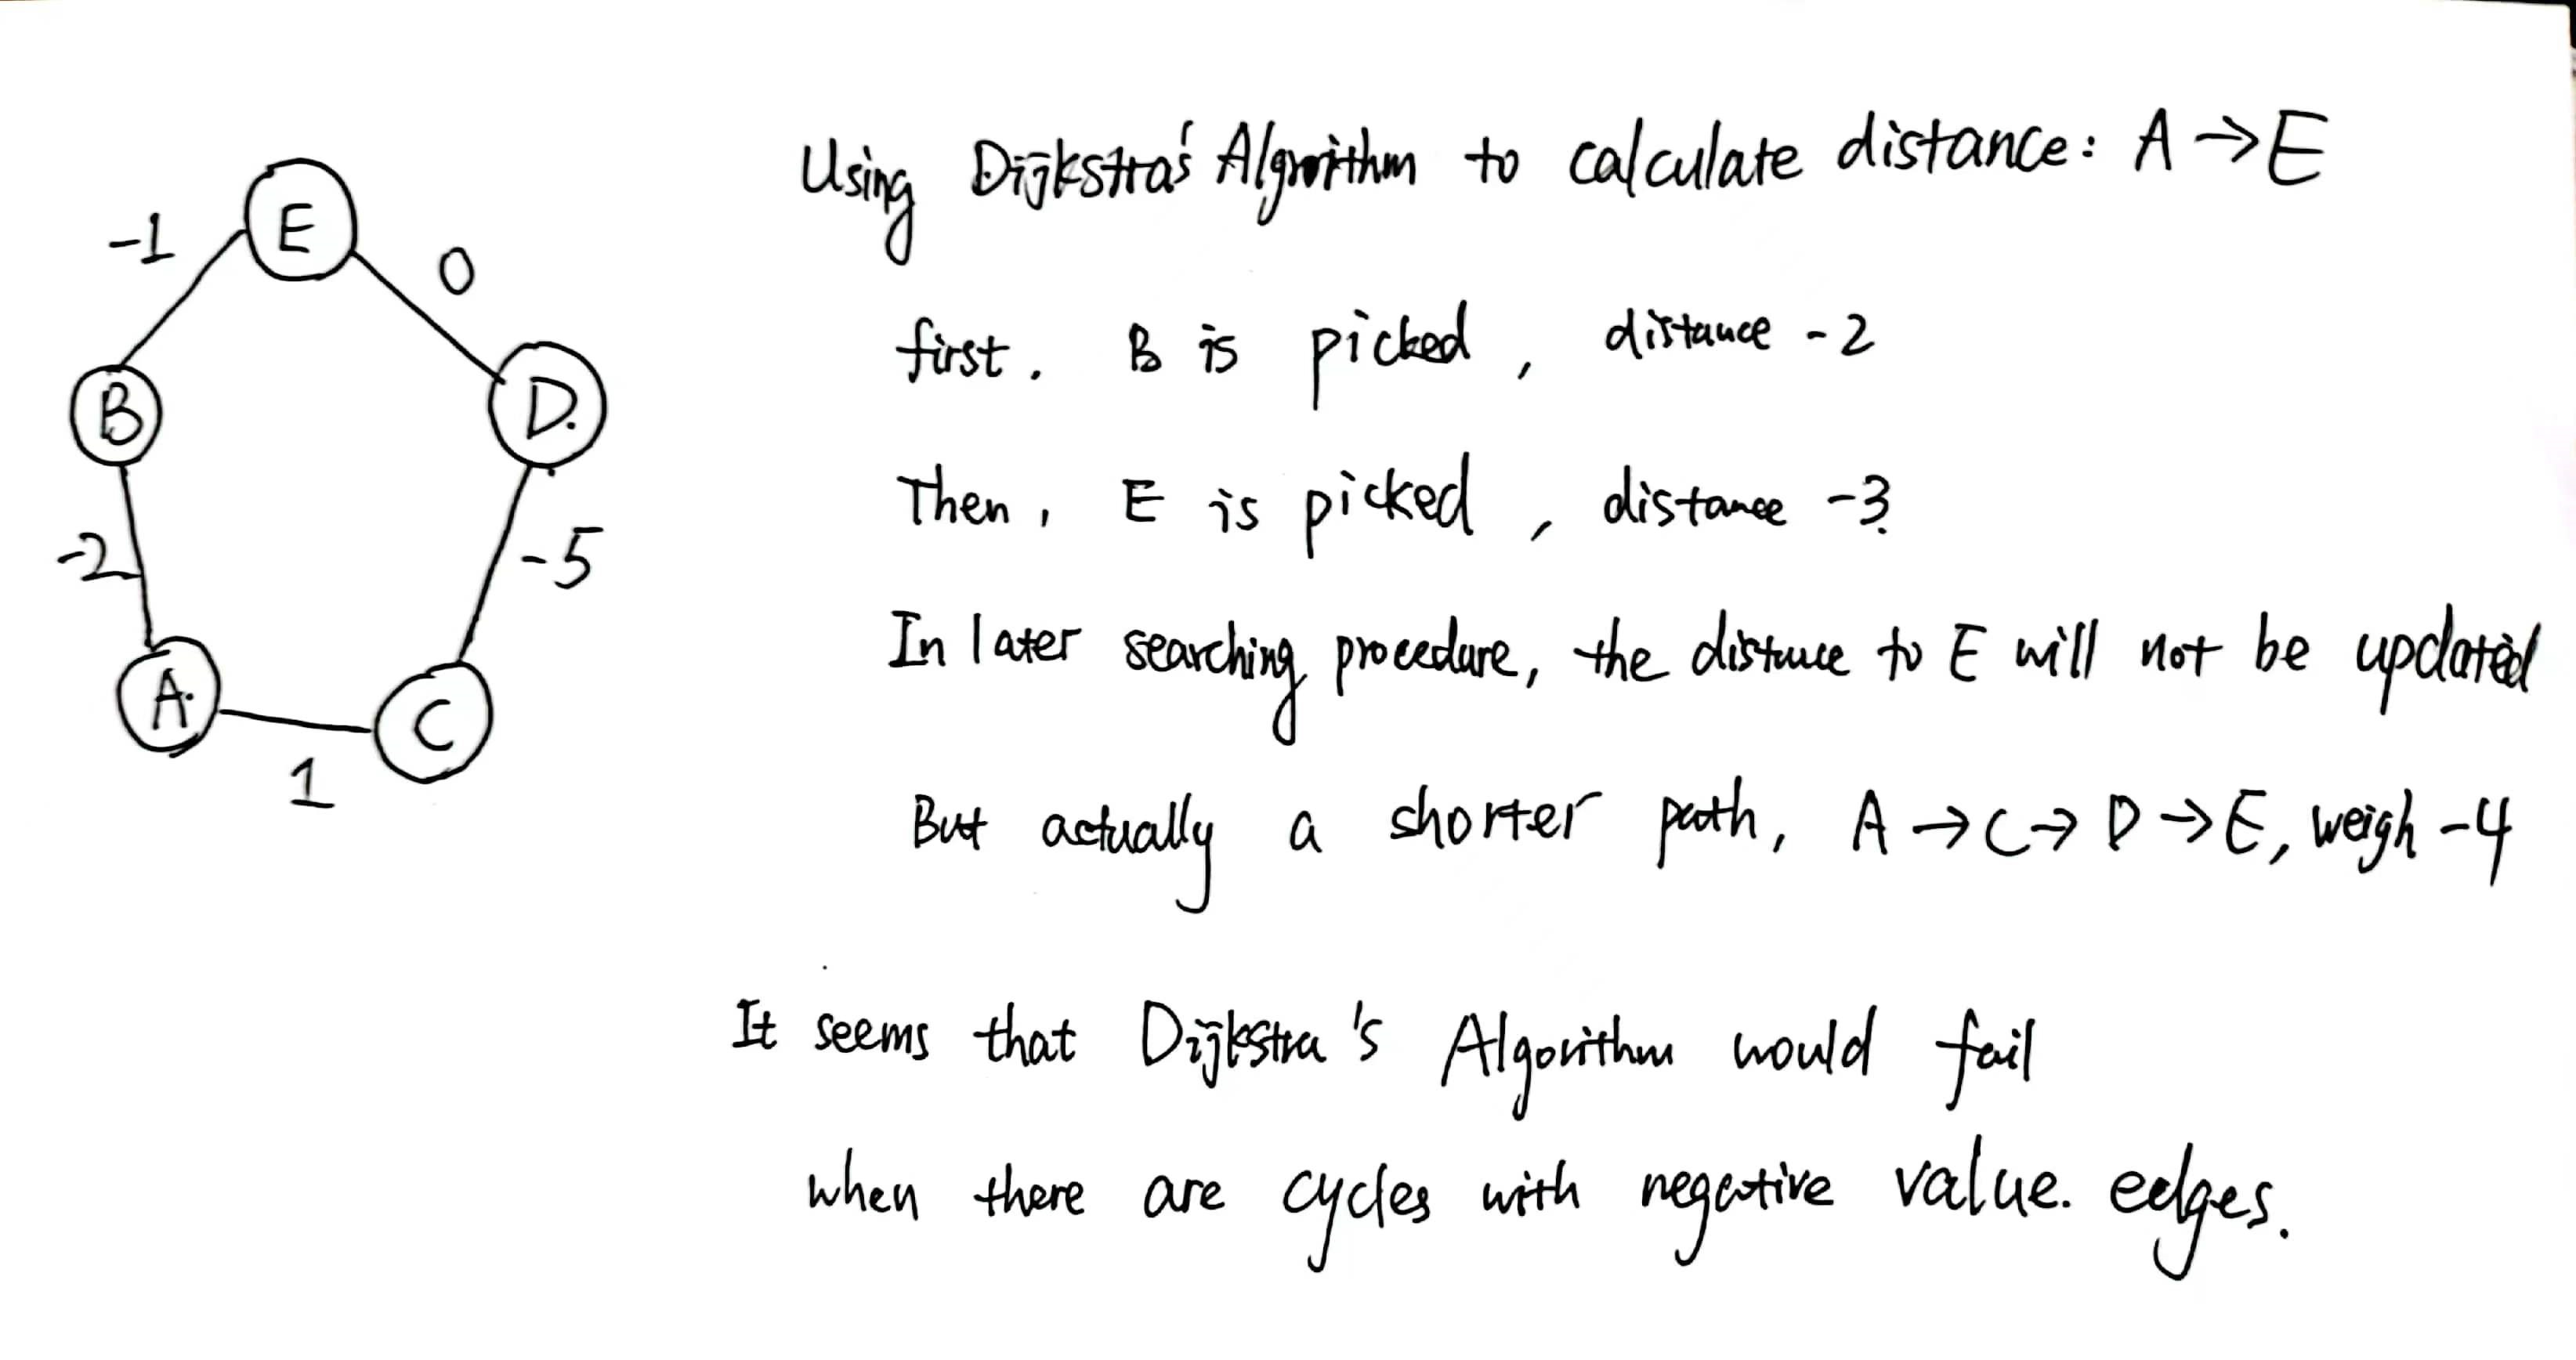 Using Dijkstra's Algorithm to calculate distance: A → E
first. B is picked, distance -2
Then, E is picked, distance -3
In later searching procedure, the distance to E will not be updated
But actually a shorter path, A → C → D → E, weigh -4
It seems that Dijkstra's Algorithm would fail
when there are cycles with negative value. edges.
E
-1
0
B
D.
-2
-5
A.
C
1